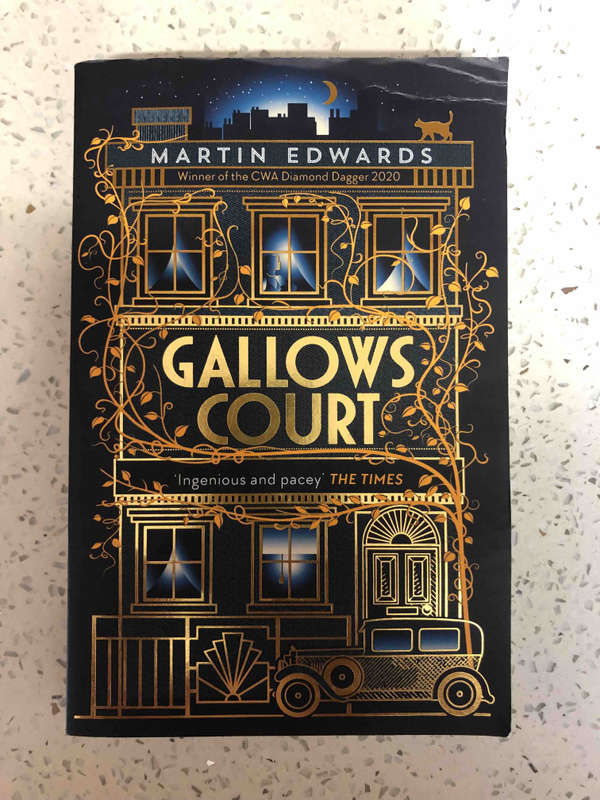 MARTIN EDWARDS
Winner of the CWA Diamond Dagger 2020
GALLOWS
COURT
'Ingenious and pacey' THE TIMES